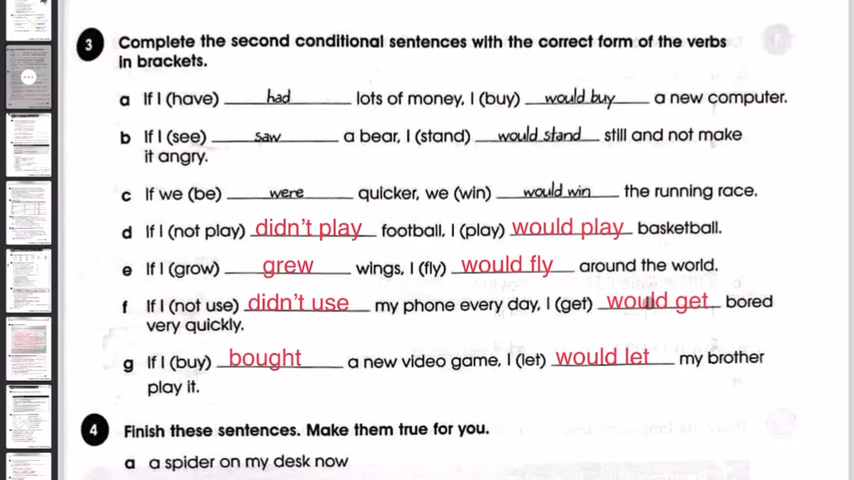 3 Complete the second conditional sentences with the correct form of the verbs
in brackets.
a If I (have) had lots of money, I (buy) would buy a new computer.
b If I (see) saw a bear, I (stand) would stand still and not make
it angry.
c If we (be) were quicker, we (win) would win the running race.
d If I (not play) didn't play football, I (play) would play basketball.
e If I (grow) grew wings, I (fly) would fly around the world.
f If I (not use) didn't use my phone every day, I (get) would get bored
very quickly.
g If I (buy) bought a new video game, I (let) would let my brother
play it.
4 Finish these sentences. Make them true for you.
a a spider on my desk now